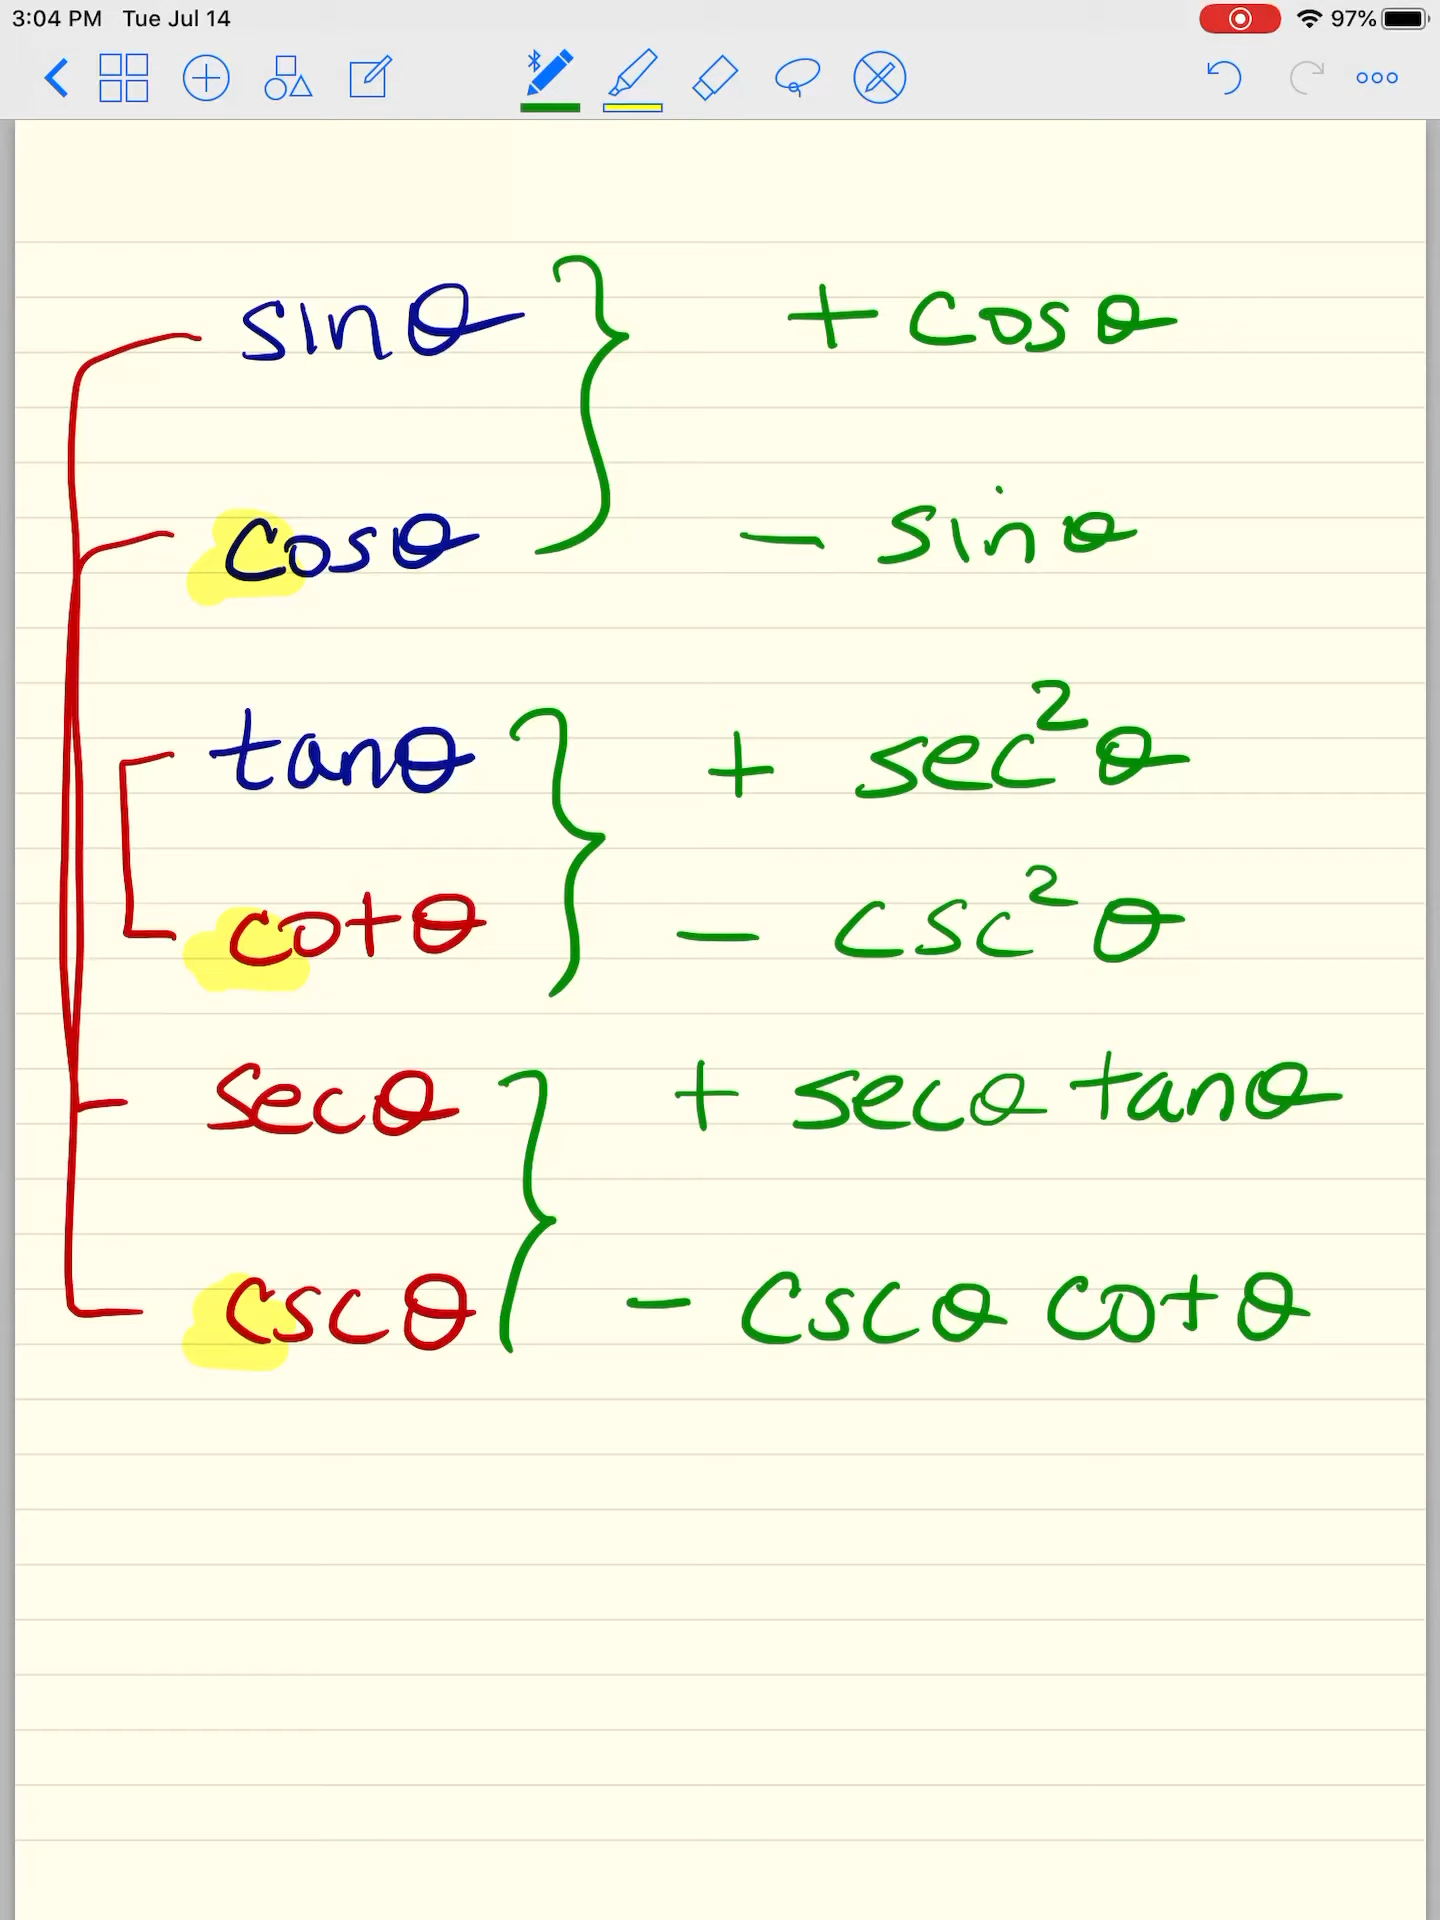 3:04 PM Tue Jul 14 97%
sinθ + cosθ
cosθ − sinθ
tanθ + sec²θ
cotθ − csc²θ
secθ + secθ tanθ
cscθ − cscθ cotθ